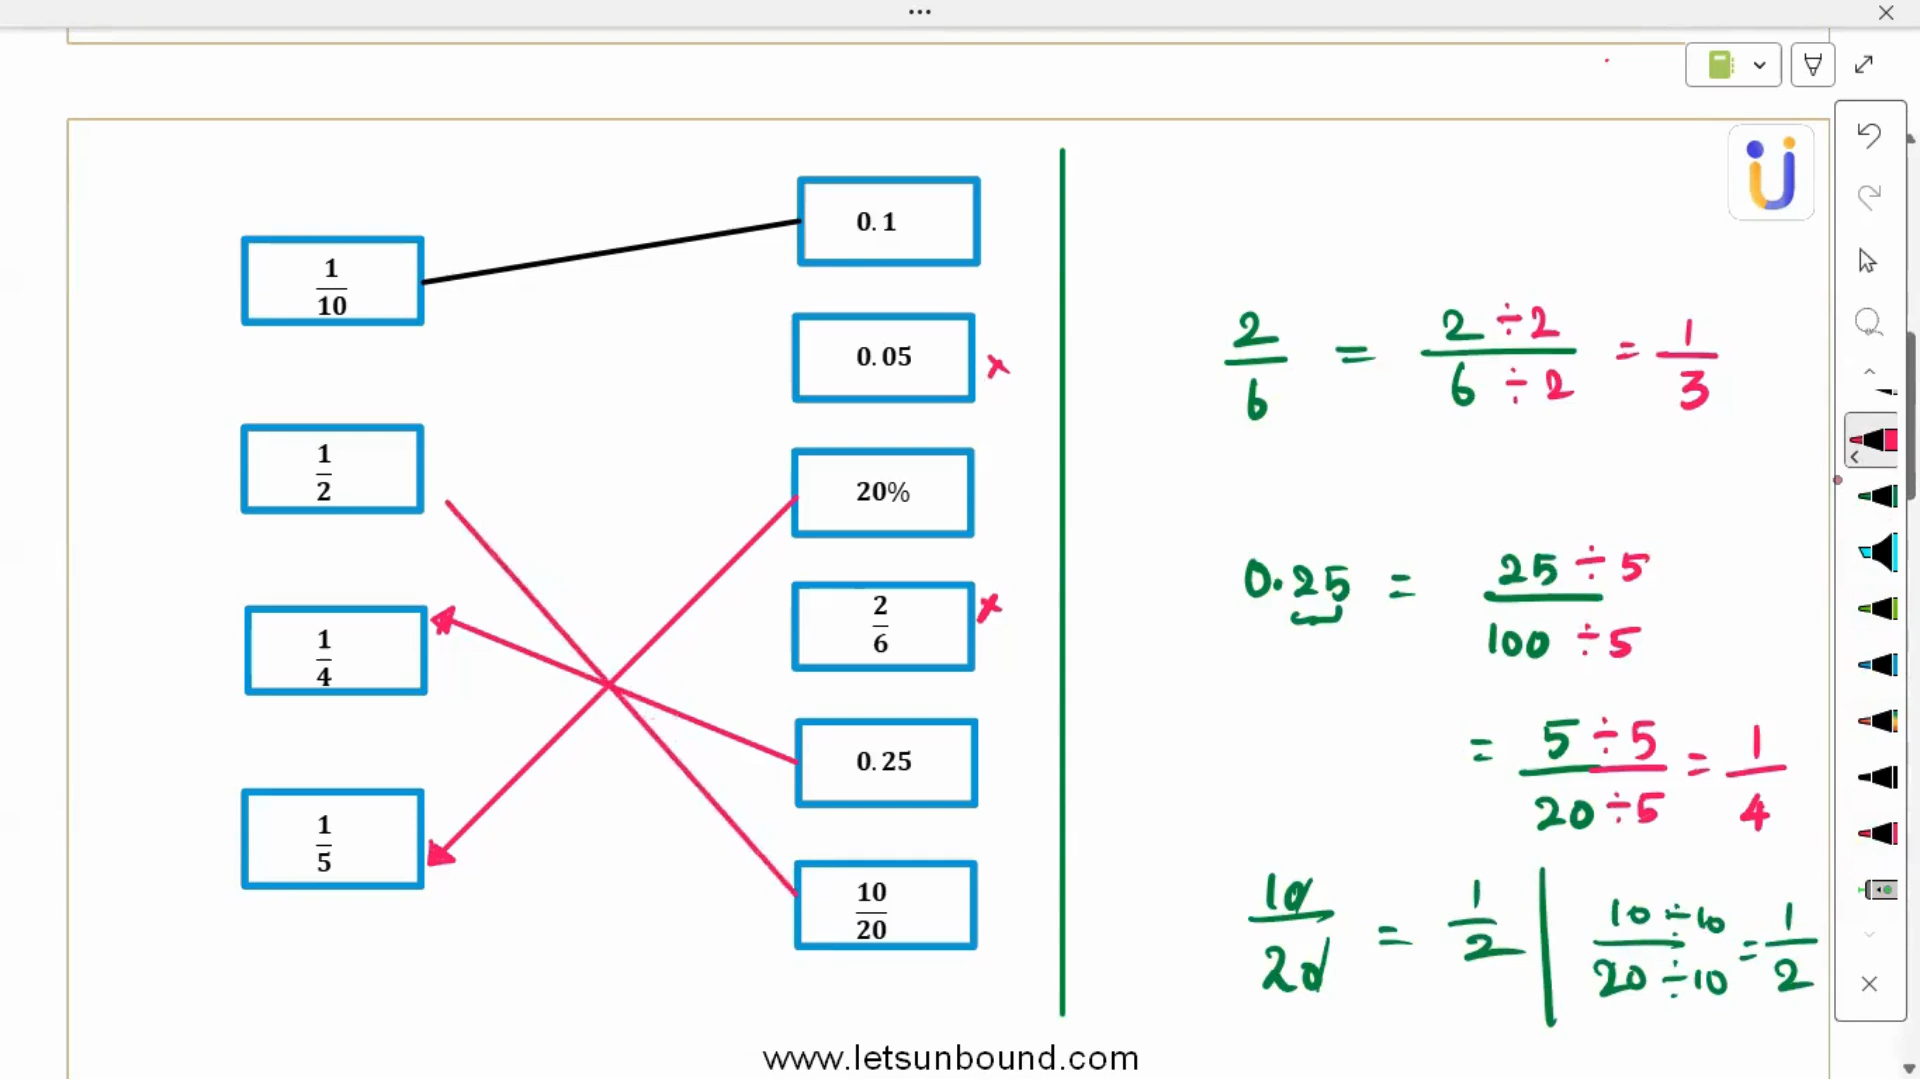 1/10
0.1
0.05 ×
1/2
20%
1/4
2/6 ×
0.25
1/5
10/20
2/6 = 2 ÷2 / 6 ÷2 = 1/3
0.25 = 25 ÷5 / 100 ÷5
= 5 ÷5 / 20 ÷5 = 1/4
10/20 = 1/2 | 10 ÷10 / 20 ÷10 = 1/2
www.letsunbound.com